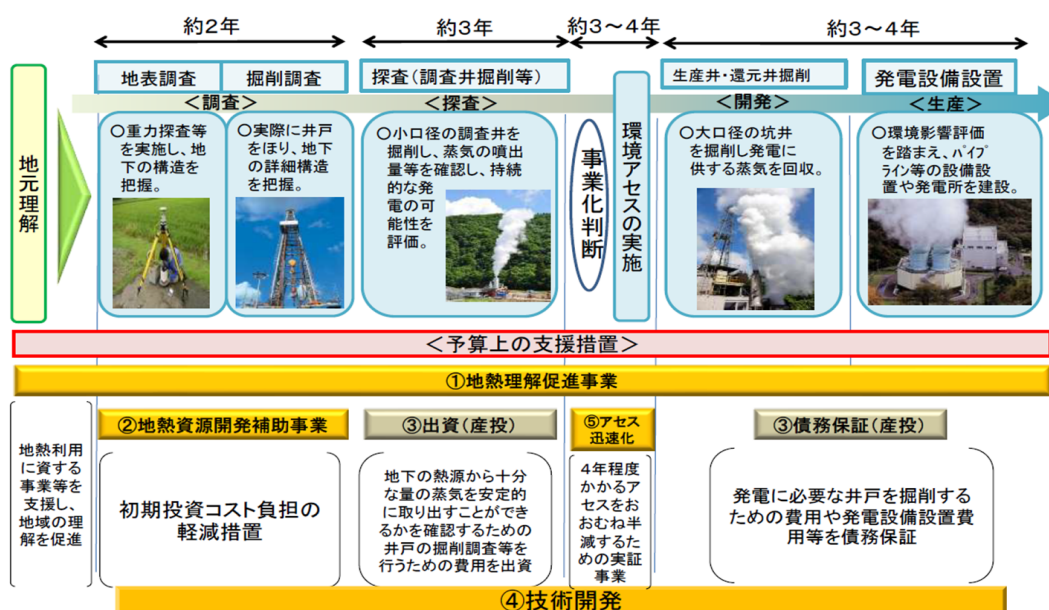 約2年
約3年
約3～4年
約3～4年
地元理解
地表調査
掘削調査
探査（調査井掘削等）
生産井・還元井掘削
発電設備設置
＜調査＞
＜探査＞
＜開発＞
＜生産＞
○重力探査等
を実施し、地
下の構造を
把握。
○実際に井戸
をほり、地下
の詳細構造
を把握。
○小口径の調査井を
掘削し、蒸気の噴出
量等を確認し、持続
的な発
電の可
能性を
評価。
事業化判断
環境アセスの実施
○大口径の坑井
を掘削し発電に
供する蒸気を回収。
○環境影響評価
を踏まえ、ﾊﾟｲﾌﾟ
ライン等の設備設
置や発電所を建設。
＜予算上の支援措置＞
①地熱理解促進事業
地熱利用
に資する
事業等を
支援し、
地域の理
解を促進
②地熱資源開発補助事業
初期投資コスト負担の
軽減措置
③出資（産投）
地下の熱源から十分
な量の蒸気を安定的
に取り出すことができ
るかを確認するための
井戸の掘削調査等を
行うための費用を出資
⑤アセス
迅速化
4年程度
かかるア
セスをお
おむね半
減するた
めの実証
事業
③債務保証（産投）
発電に必要な井戸を掘削する
ための費用や発電設備設置費
用等を債務保証
④技術開発